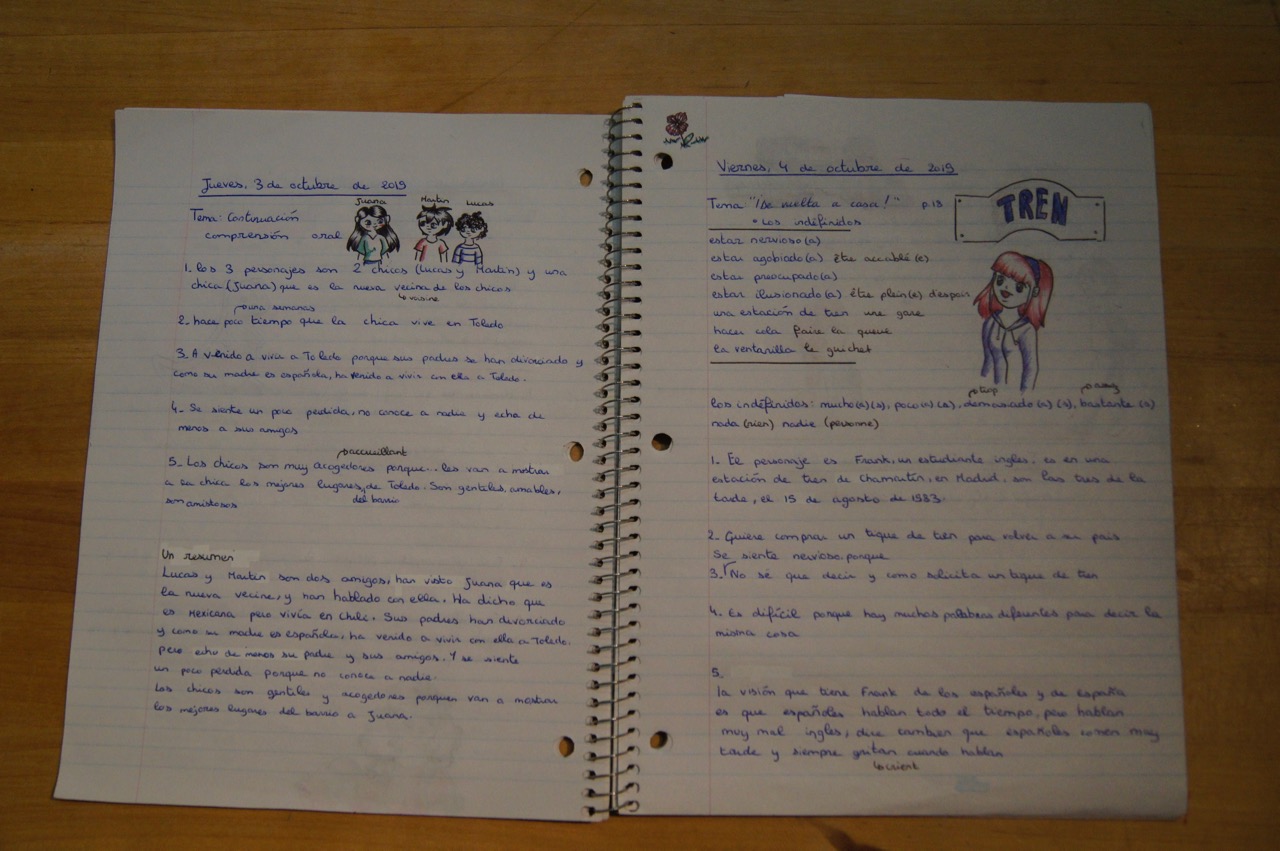 Jueves, 3 de octubre de 2019
Juana Martin Lucas
Tema: Continuación
comprensión oral
1. los 3 personajes son 2 chicos (Lucas y Martin) y una
chica (Juana) que es la nueva vecina de los chicos
↳ voisine
una semanas
2. hace poco tiempo que la chica vive en Toledo
3. A venido a vivir a Toledo porque sus padres se han divorciado y
como su madre es española, ha venido a vivir con ella a Toledo.
4. Se siente un poco perdida, no conoce a nadie y echa de
menos a sus amigos
accueillant
5. Los chicos son muy acogedores porque... les van a mostrar
a la chica los mejores lugares de Toledo. Son gentiles, amables,
del barrio
son amistosos
Un resumen
Lucas y Martin son dos amigos, han visto Juana que es
la nueva vecine, y han hablado con ella. Ha dicho que
es Mexicana pero vivía en Chile. Sus padres han divorciado
y como su madre es española, ha venido a vivir con ella a Toledo.
pero echo de menos su padre y sus amigos. Y se siente
un poco perdida porque no conoce a nadie.
Los chicos son gentiles y acogedores porquen van a mostrar
los mejores lugares del barrio a Juana.
Viernes, 4 de octubre de 2019
Tema "¡De vuelta a casa!" p.18
• Los indéfinidos
TREN
estar nervioso(a)
estar agobiado(a) être accablé(e)
estar preocupado(a)
estar ilusionado(a) être plein(e) d'espoir
una estación de tren une gare
hacer cola faire la queue
la ventanilla le guichet
trop assez
los indéfinidos: mucho(a)(s), poco(a)(s), demasiado(a)(s), bastante(s)
nada (rien) nadie (personne)
1. El personaje es Frank, un estudiante ingles, es en una
estación de tren de Chamartín, en Madrid, son las tres de la
tarde, el 15 de agosto de 1983.
2. Quiere comprar un tique de tren para volver a su pais
Se siente nervioso, porque
3. No sé que decir y como solicita un tique de tren
4. Es difícil porque hay muchas palabras diferentes para decir la
misma cosa
5.
la visión que tiene Frank de los españoles y de españa
es que españoles hablan todo el tiempo, pero hablan
muy mal ingles, dice tambien que españoles comen muy
tarde y siempre gritan cuando hablan
↳ crient